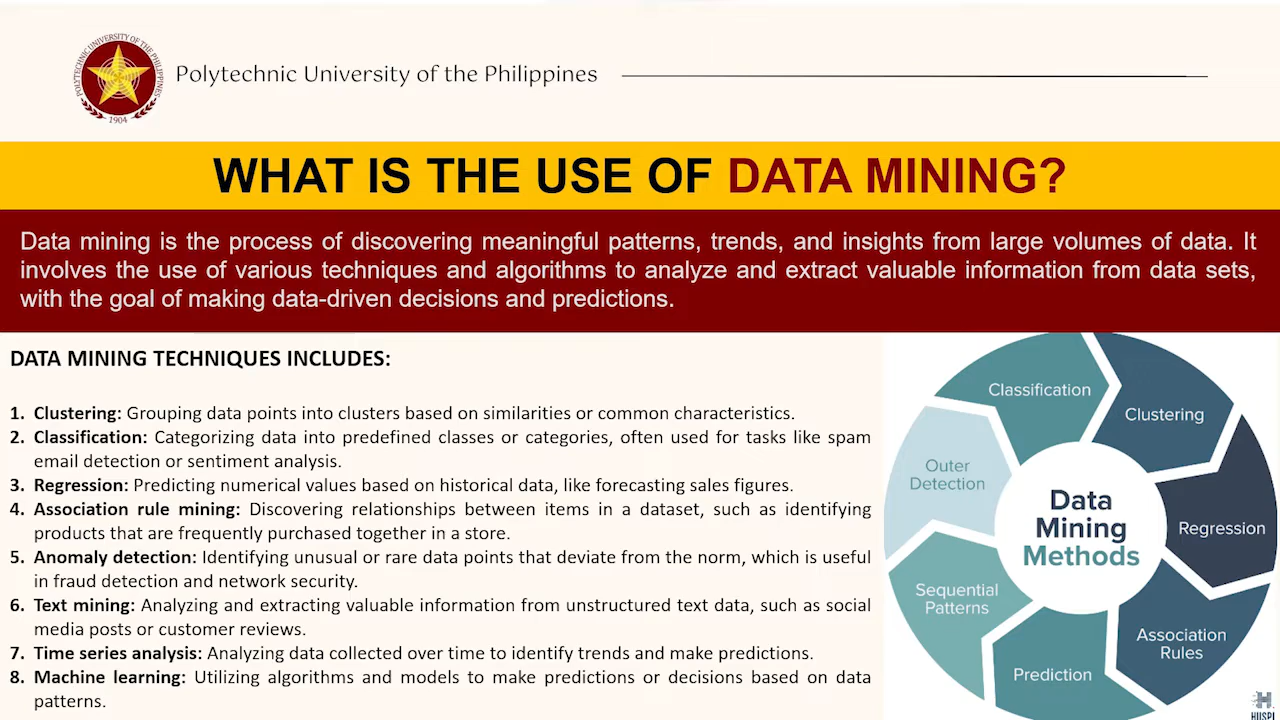 POLYTECHNIC UNIVERSITY OF THE PHILIPPINES
1904
Polytechnic University of the Philippines
WHAT IS THE USE OF DATA MINING?
Data mining is the process of discovering meaningful patterns, trends, and insights from large volumes of data. It
involves the use of various techniques and algorithms to analyze and extract valuable information from data sets,
with the goal of making data-driven decisions and predictions.
DATA MINING TECHNIQUES INCLUDES:
1. Clustering: Grouping data points into clusters based on similarities or common characteristics.
2. Classification: Categorizing data into predefined classes or categories, often used for tasks like spam
email detection or sentiment analysis.
3. Regression: Predicting numerical values based on historical data, like forecasting sales figures.
4. Association rule mining: Discovering relationships between items in a dataset, such as identifying
products that are frequently purchased together in a store.
5. Anomaly detection: Identifying unusual or rare data points that deviate from the norm, which is useful
in fraud detection and network security.
6. Text mining: Analyzing and extracting valuable information from unstructured text data, such as social
media posts or customer reviews.
7. Time series analysis: Analyzing data collected over time to identify trends and make predictions.
8. Machine learning: Utilizing algorithms and models to make predictions or decisions based on data
patterns.
Classification
Clustering
Outer
Detection
Data
Mining
Methods
Regression
Sequential
Patterns
Association
Rules
Prediction